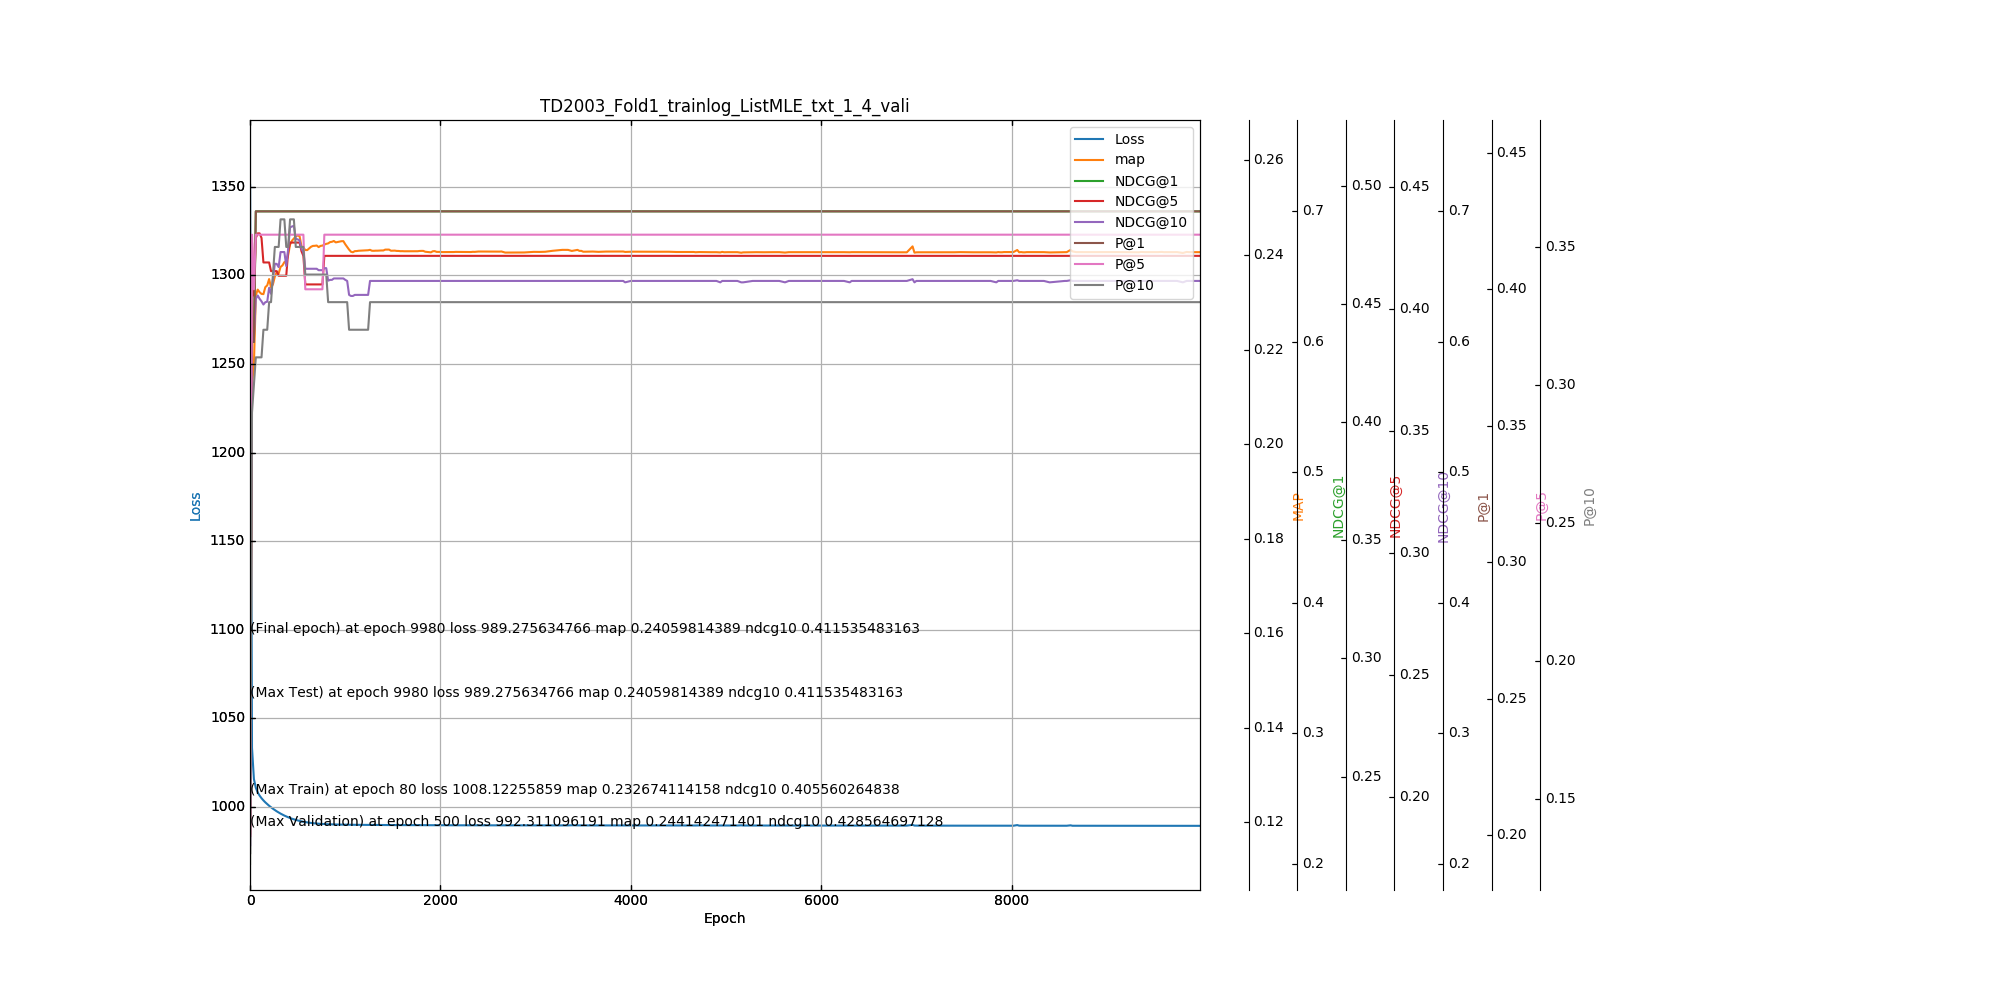 TD2003_Fold1_trainlog_ListMLE_txt_1_4_vali
Loss
map
NDCG@1
NDCG@5
NDCG@10
P@1
P@5
P@10
1350
1300
1250
1200
1150
1100
1050
1000
Loss
(Final epoch) at epoch 9980 loss 989.275634766 map 0.24059814389 ndcg10 0.411535483163
(Max Test) at epoch 9980 loss 989.275634766 map 0.24059814389 ndcg10 0.411535483163
(Max Train) at epoch 80 loss 1008.12255859 map 0.232674114158 ndcg10 0.405560264838
(Max Validation) at epoch 500 loss 992.311096191 map 0.244142471401 ndcg10 0.428564697128
0
2000
4000
6000
8000
Epoch
0.26
0.24
0.22
0.20
0.18
0.16
0.14
0.12
MAP
0.7
0.6
0.5
0.4
0.3
0.2
NDCG@1
0.50
0.45
0.40
0.35
0.30
0.25
NDCG@5
0.45
0.40
0.35
0.30
0.25
0.20
NDCG@10
0.7
0.6
0.5
0.4
0.3
0.2
P@1
0.45
0.40
0.35
0.30
0.25
0.20
P@5
0.35
0.30
0.25
0.20
0.15
P@10